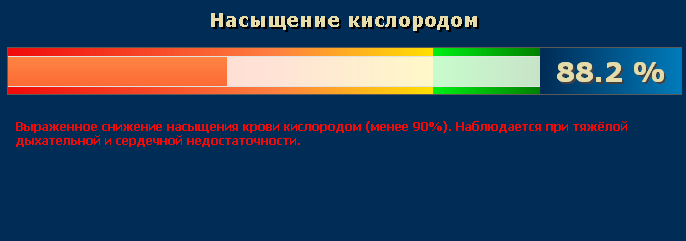 Насыщение кислородом
88.2 %
Выраженное снижение насыщения крови кислородом (менее 90%). Наблюдается при тяжёлой
дыхательной и сердечной недостаточности.